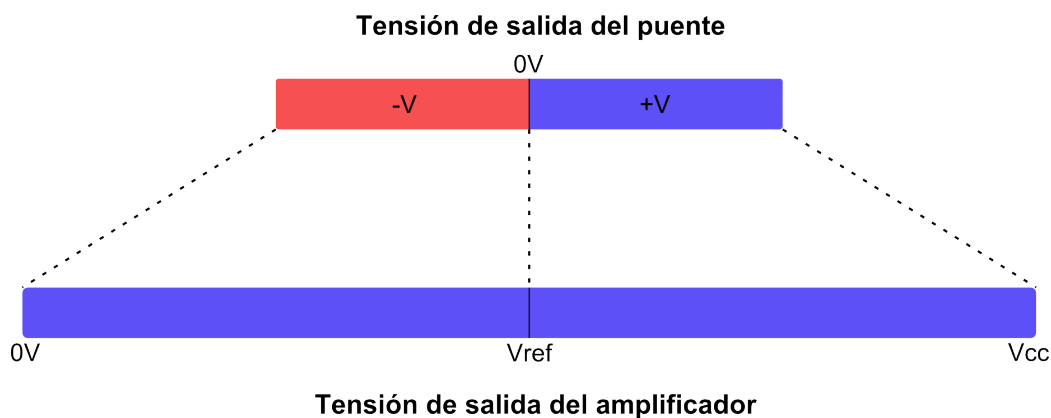 Tensión de salida del puente
0V
-V +V
0V Vref Vcc
Tensión de salida del amplificador